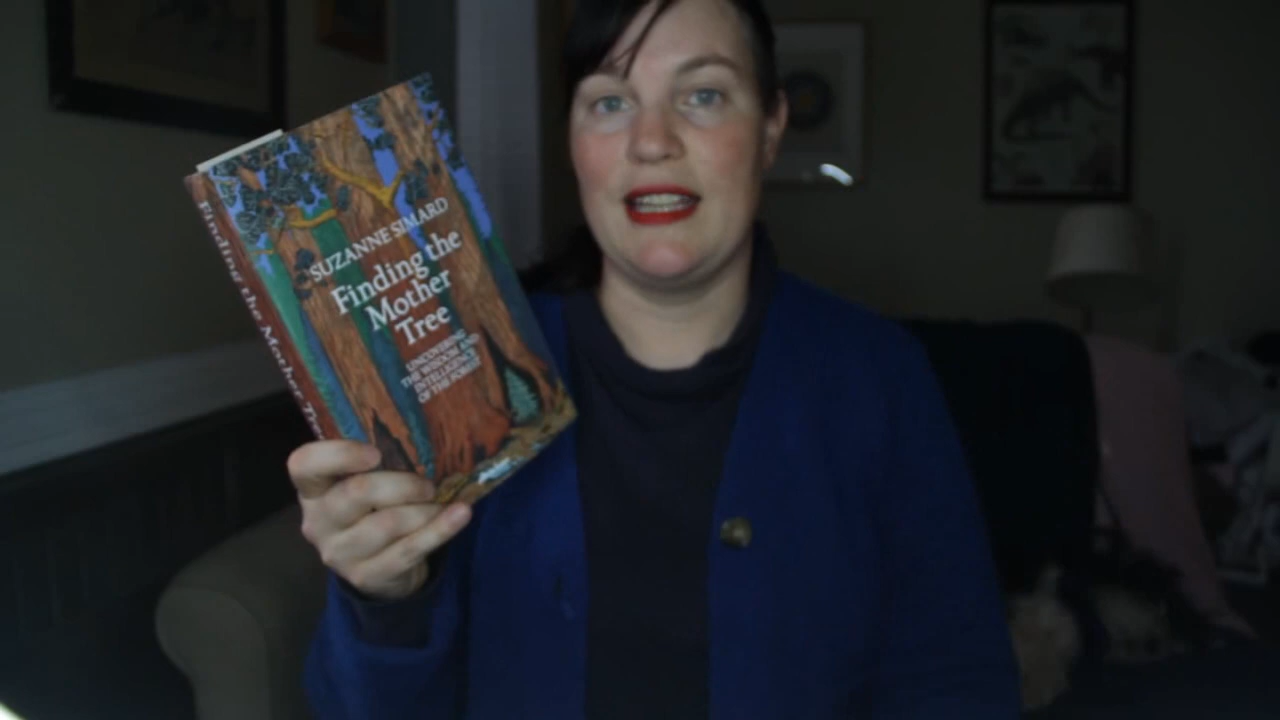 SUZANNE SIMARD
Finding the
Mother
Tree
UNCOVERING
THE WISDOM AND
INTELLIGENCE
OF THE FOREST
Finding the Mother Tree